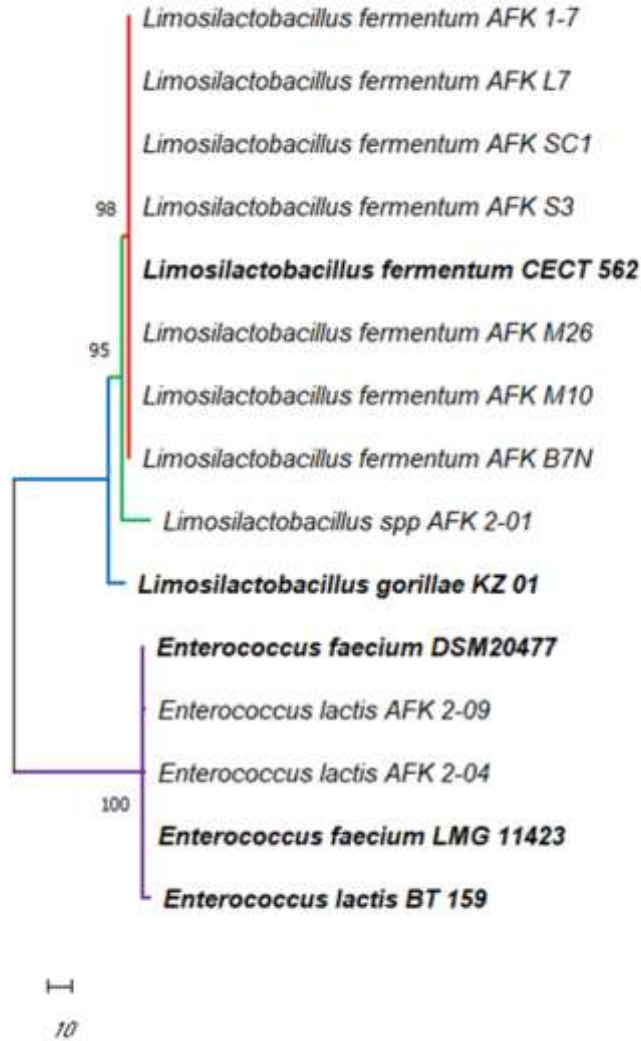 Limosilactobacillus fermentum AFK 1-7
Limosilactobacillus fermentum AFK L7
Limosilactobacillus fermentum AFK SC1
98
Limosilactobacillus fermentum AFK S3
Limosilactobacillus fermentum CECT 562
95
Limosilactobacillus fermentum AFK M26
Limosilactobacillus fermentum AFK M10
Limosilactobacillus fermentum AFK B7N
Limosilactobacillus spp AFK 2-01
Limosilactobacillus gorillae KZ 01
Enterococcus faecium DSM20477
Enterococcus lactis AFK 2-09
Enterococcus lactis AFK 2-04
100
Enterococcus faecium LMG 11423
Enterococcus lactis BT 159
10